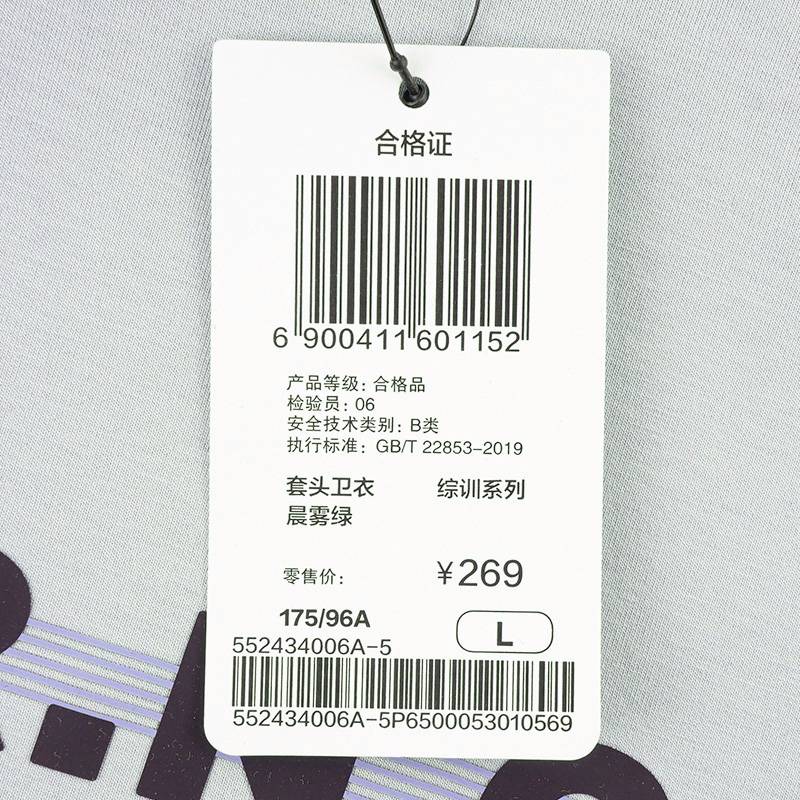 合格证
6 900411 601152
产品等级: 合格品
检验员: 06
安全技术类别: B类
执行标准: GB/T 22853-2019
套头卫衣 综训系列
晨雾绿
零售价: ¥269
175/96A L
552434006A-5
552434006A-5P6500053010569